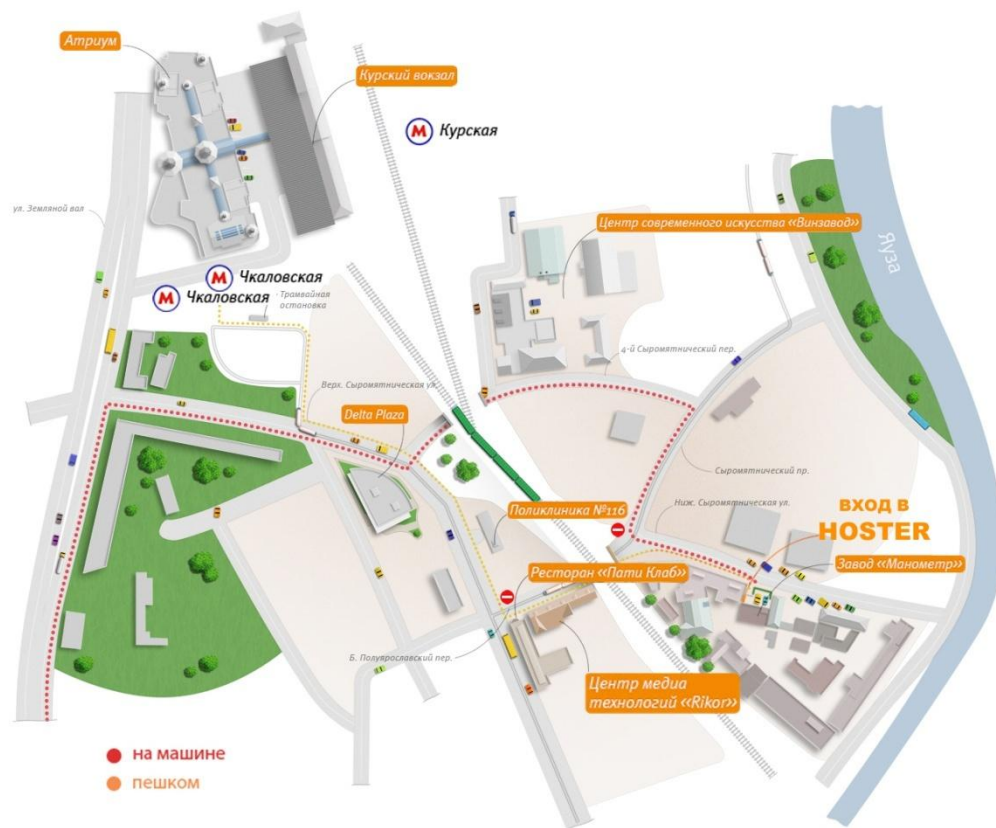 Атриум
Курский вокзал
М Курская
ул. Земляной вал
Центр современного искусства «Винзавод»
Яуза
М Чкаловская
М Чкаловская
Трамвайная
остановка
4-й Сыромятнический пер.
Верх. Сыромятническая ул.
Delta Plaza
Сыромятнический пр.
Ниж. Сыромятническая ул.
ВХОД В
HOSTER
Поликлиника №116
Завод «Манометр»
Ресторан «Пати Клаб»
Б. Полуярославский пер.
Центр медиа
технологий «Rikor»
на машине
пешком